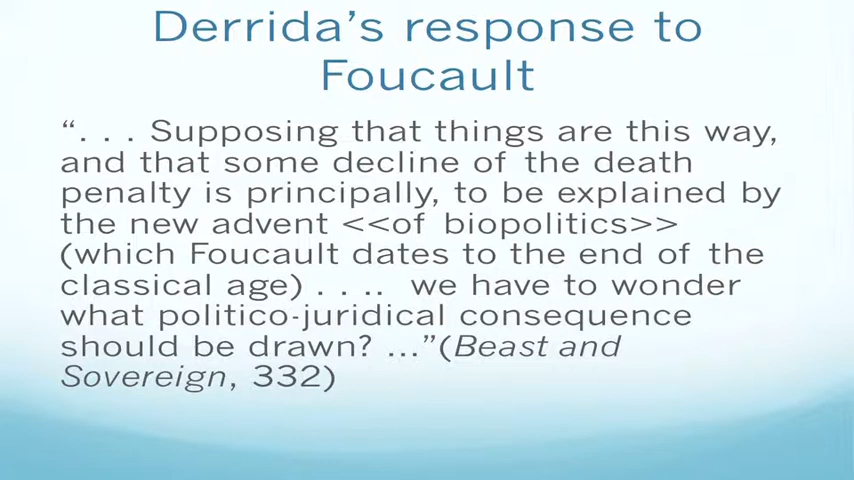 Derrida’s response to
Foucault
“. . . Supposing that things are this way,
and that some decline of the death
penalty is principally, to be explained by
the new advent <<of biopolitics>>
(which Foucault dates to the end of the
classical age) . . .. we have to wonder
what politico-juridical consequence
should be drawn? ...”(Beast and
Sovereign, 332)